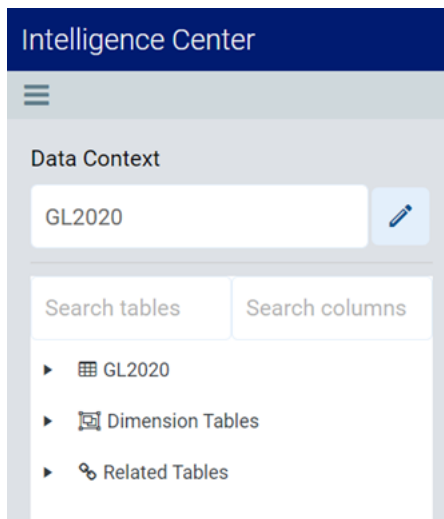 Intelligence Center
Data Context
GL2020
Search tables Search columns
GL2020
Dimension Tables
Related Tables